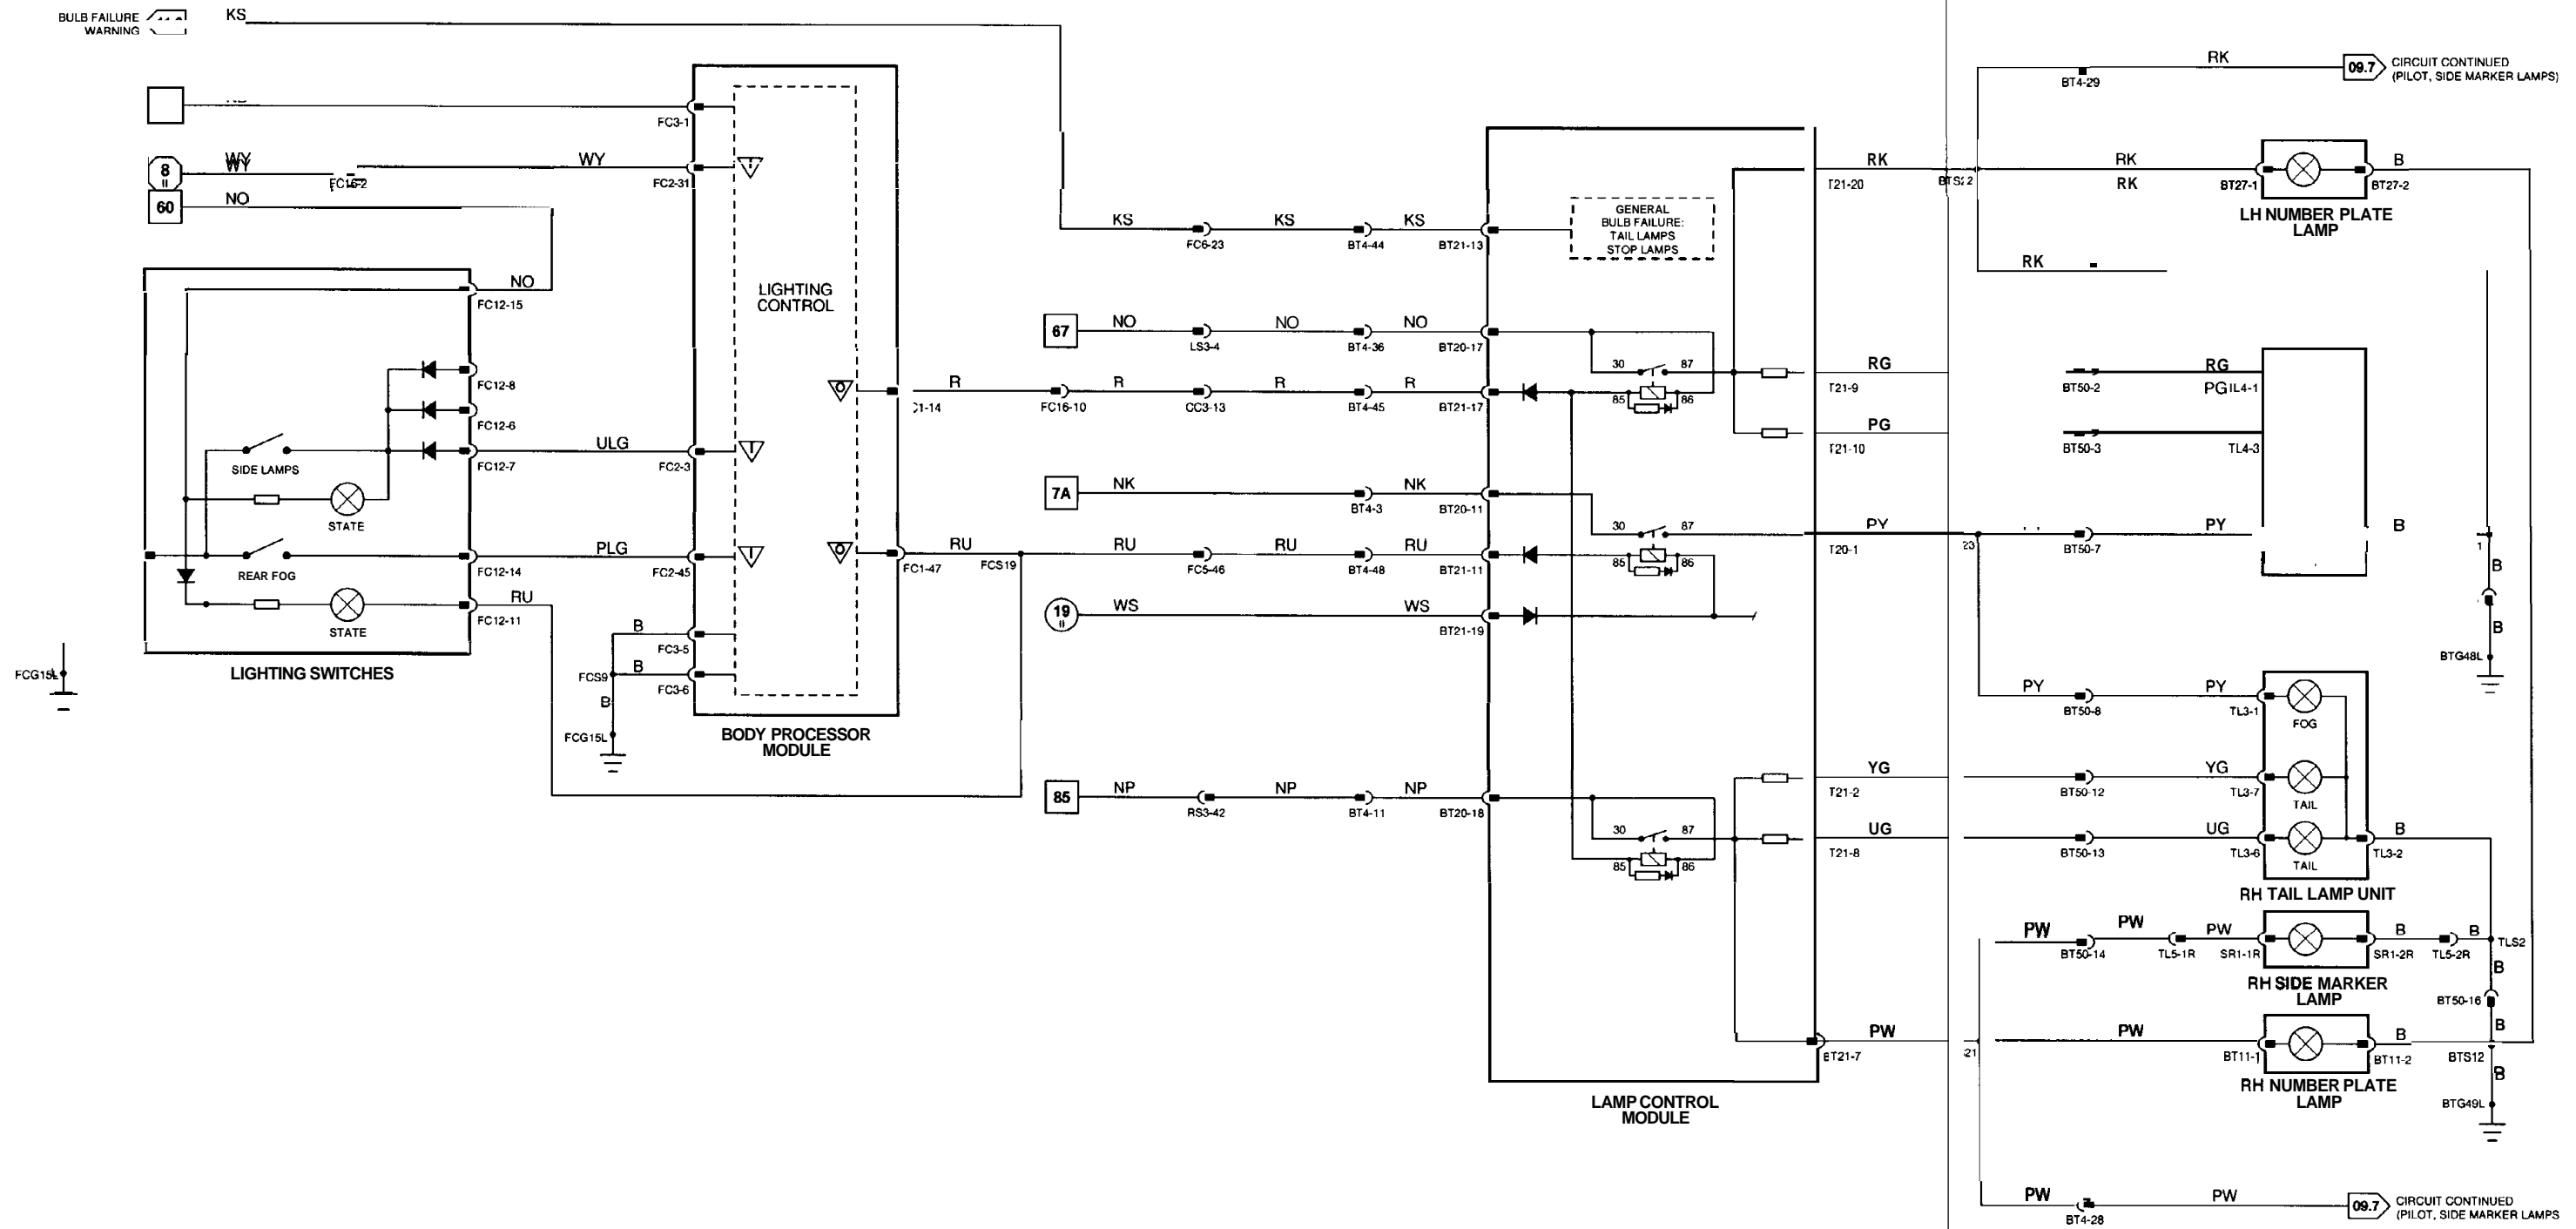 BULB FAILURE
WARNING
KS
8
II
60
WY
FC16-2
NO
WY
FC3-1
FC2-31
NO
FC12-15
FC12-8
FC12-6
FC12-7
ULG
FC2-3
SIDE LAMPS
STATE
REAR FOG
STATE
PLG
FC12-14
FC2-45
RU
FC12-11
LIGHTING SWITCHES
FCG15L
B
FC3-5
FCS9
B
FC3-6
B
FCG15L
LIGHTING
CONTROL
BODY PROCESSOR
MODULE
R
FC16-10
R
CC3-13
R
BT4-45
R
BT21-17
FC1-47
RU
FCS19
RU
FC5-46
RU
BT4-48
RU
BT21-11
KS
FC6-23
KS
BT4-44
KS
BT21-13
67
NO
LS3-4
NO
BT4-36
NO
BT20-17
7A
NK
BT4-3
NK
BT20-11
19
II
WS
WS
BT21-19
85
NP
RS3-42
NP
BT4-11
NP
BT20-18
GENERAL
BULB FAILURE:
TAIL LAMPS
STOP LAMPS
30
87
85
86
30
87
85
86
30
87
85
86
LAMP CONTROL
MODULE
RK
T21-20
RG
T21-9
PG
T21-10
PY
T20-1
YG
T21-2
UG
T21-8
PW
BT21-7
RK
BT4-29
09.7
CIRCUIT CONTINUED
(PILOT, SIDE MARKER LAMPS)
RK
RK
BT27-1
B
BT27-2
LH NUMBER PLATE
LAMP
RK
RG
BT50-2
PG
IL4-1
BT50-3
TL4-3
23
BT50-7
PY
B
1
B
B
BTG48L
PY
BT50-8
PY
TL3-1
FOG
BT50-12
YG
TL3-7
TAIL
BT50-13
UG
TL3-6
TAIL
B
TL3-2
RH TAIL LAMP UNIT
PW
BT50-14
PW
TL5-1R
PW
SR1-1R
B
SR1-2R
B
TL5-2R
TLS2
RH SIDE MARKER
LAMP
B
BT50-16
B
21
PW
BT11-1
B
BT11-2
BTS12
RH NUMBER PLATE
LAMP
B
BTG49L
PW
BT4-28
PW
09.7
CIRCUIT CONTINUED
(PILOT, SIDE MARKER LAMPS